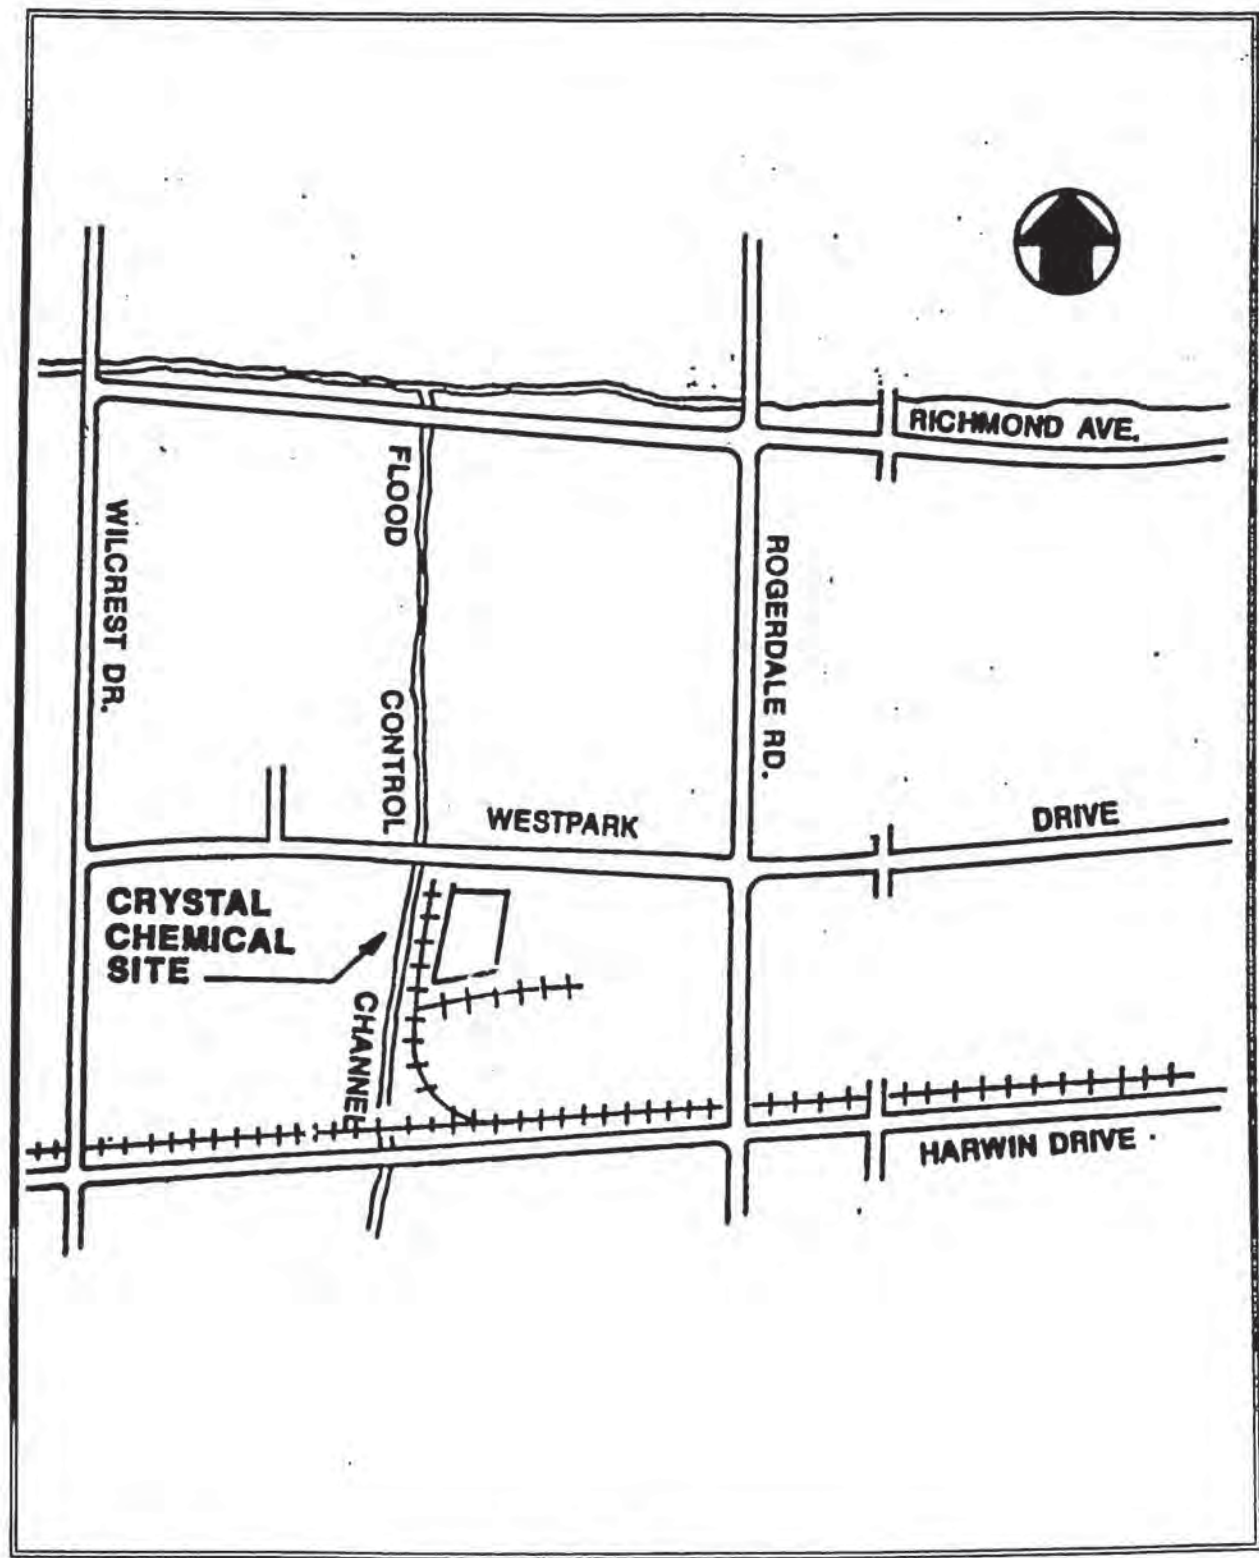 RICHMOND AVE.
FLOOD
WILCREST DR.
ROGERDALE RD.
CONTROL
WESTPARK
DRIVE
CRYSTAL
CHEMICAL
SITE
CHANNEL
HARWIN DRIVE